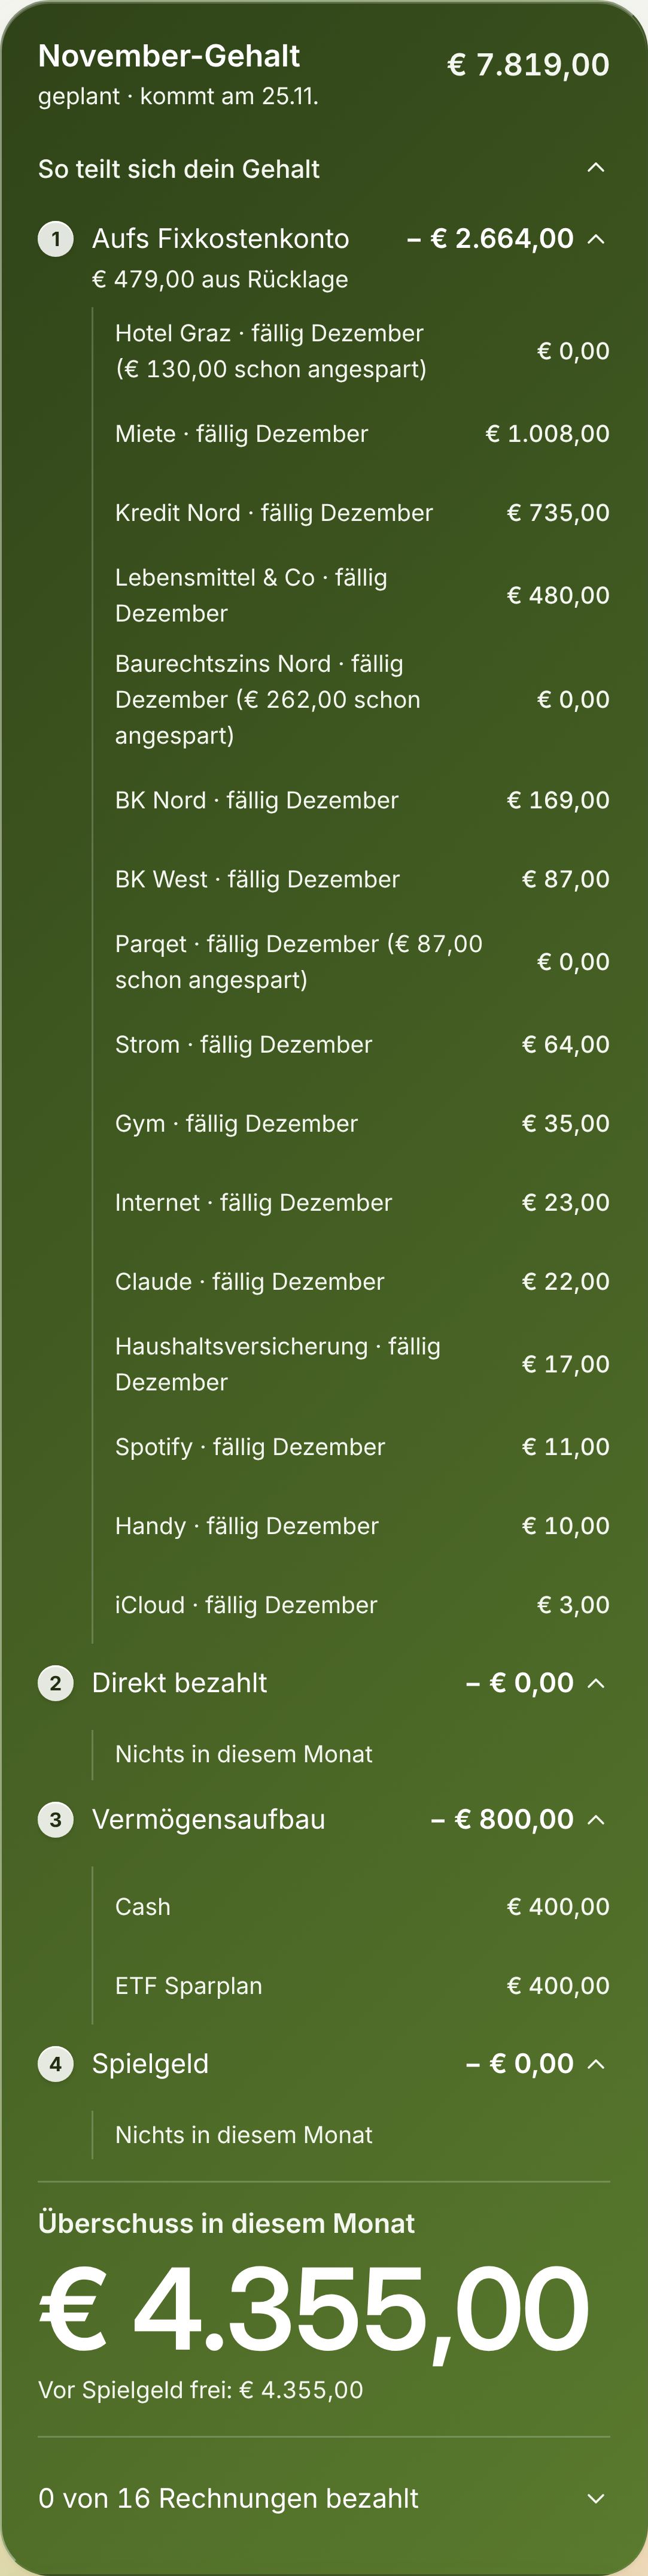 November-Gehalt
€ 7.819,00
geplant · kommt am 25.11.
So teilt sich dein Gehalt
1 Aufs Fixkostenkonto – € 2.664,00
€ 479,00 aus Rücklage
Hotel Graz · fällig Dezember
(€ 130,00 schon angespart)
€ 0,00
Miete · fällig Dezember € 1.008,00
Kredit Nord · fällig Dezember € 735,00
Lebensmittel & Co · fällig
Dezember
€ 480,00
Baurechtszins Nord · fällig
Dezember (€ 262,00 schon
angespart)
€ 0,00
BK Nord · fällig Dezember € 169,00
BK West · fällig Dezember € 87,00
Parqet · fällig Dezember (€ 87,00
schon angespart)
€ 0,00
Strom · fällig Dezember € 64,00
Gym · fällig Dezember € 35,00
Internet · fällig Dezember € 23,00
Claude · fällig Dezember € 22,00
Haushaltsversicherung · fällig
Dezember
€ 17,00
Spotify · fällig Dezember € 11,00
Handy · fällig Dezember € 10,00
iCloud · fällig Dezember € 3,00
2 Direkt bezahlt – € 0,00
Nichts in diesem Monat
3 Vermögensaufbau – € 800,00
Cash € 400,00
ETF Sparplan € 400,00
4 Spielgeld – € 0,00
Nichts in diesem Monat
Überschuss in diesem Monat
€ 4.355,00
Vor Spielgeld frei: € 4.355,00
0 von 16 Rechnungen bezahlt